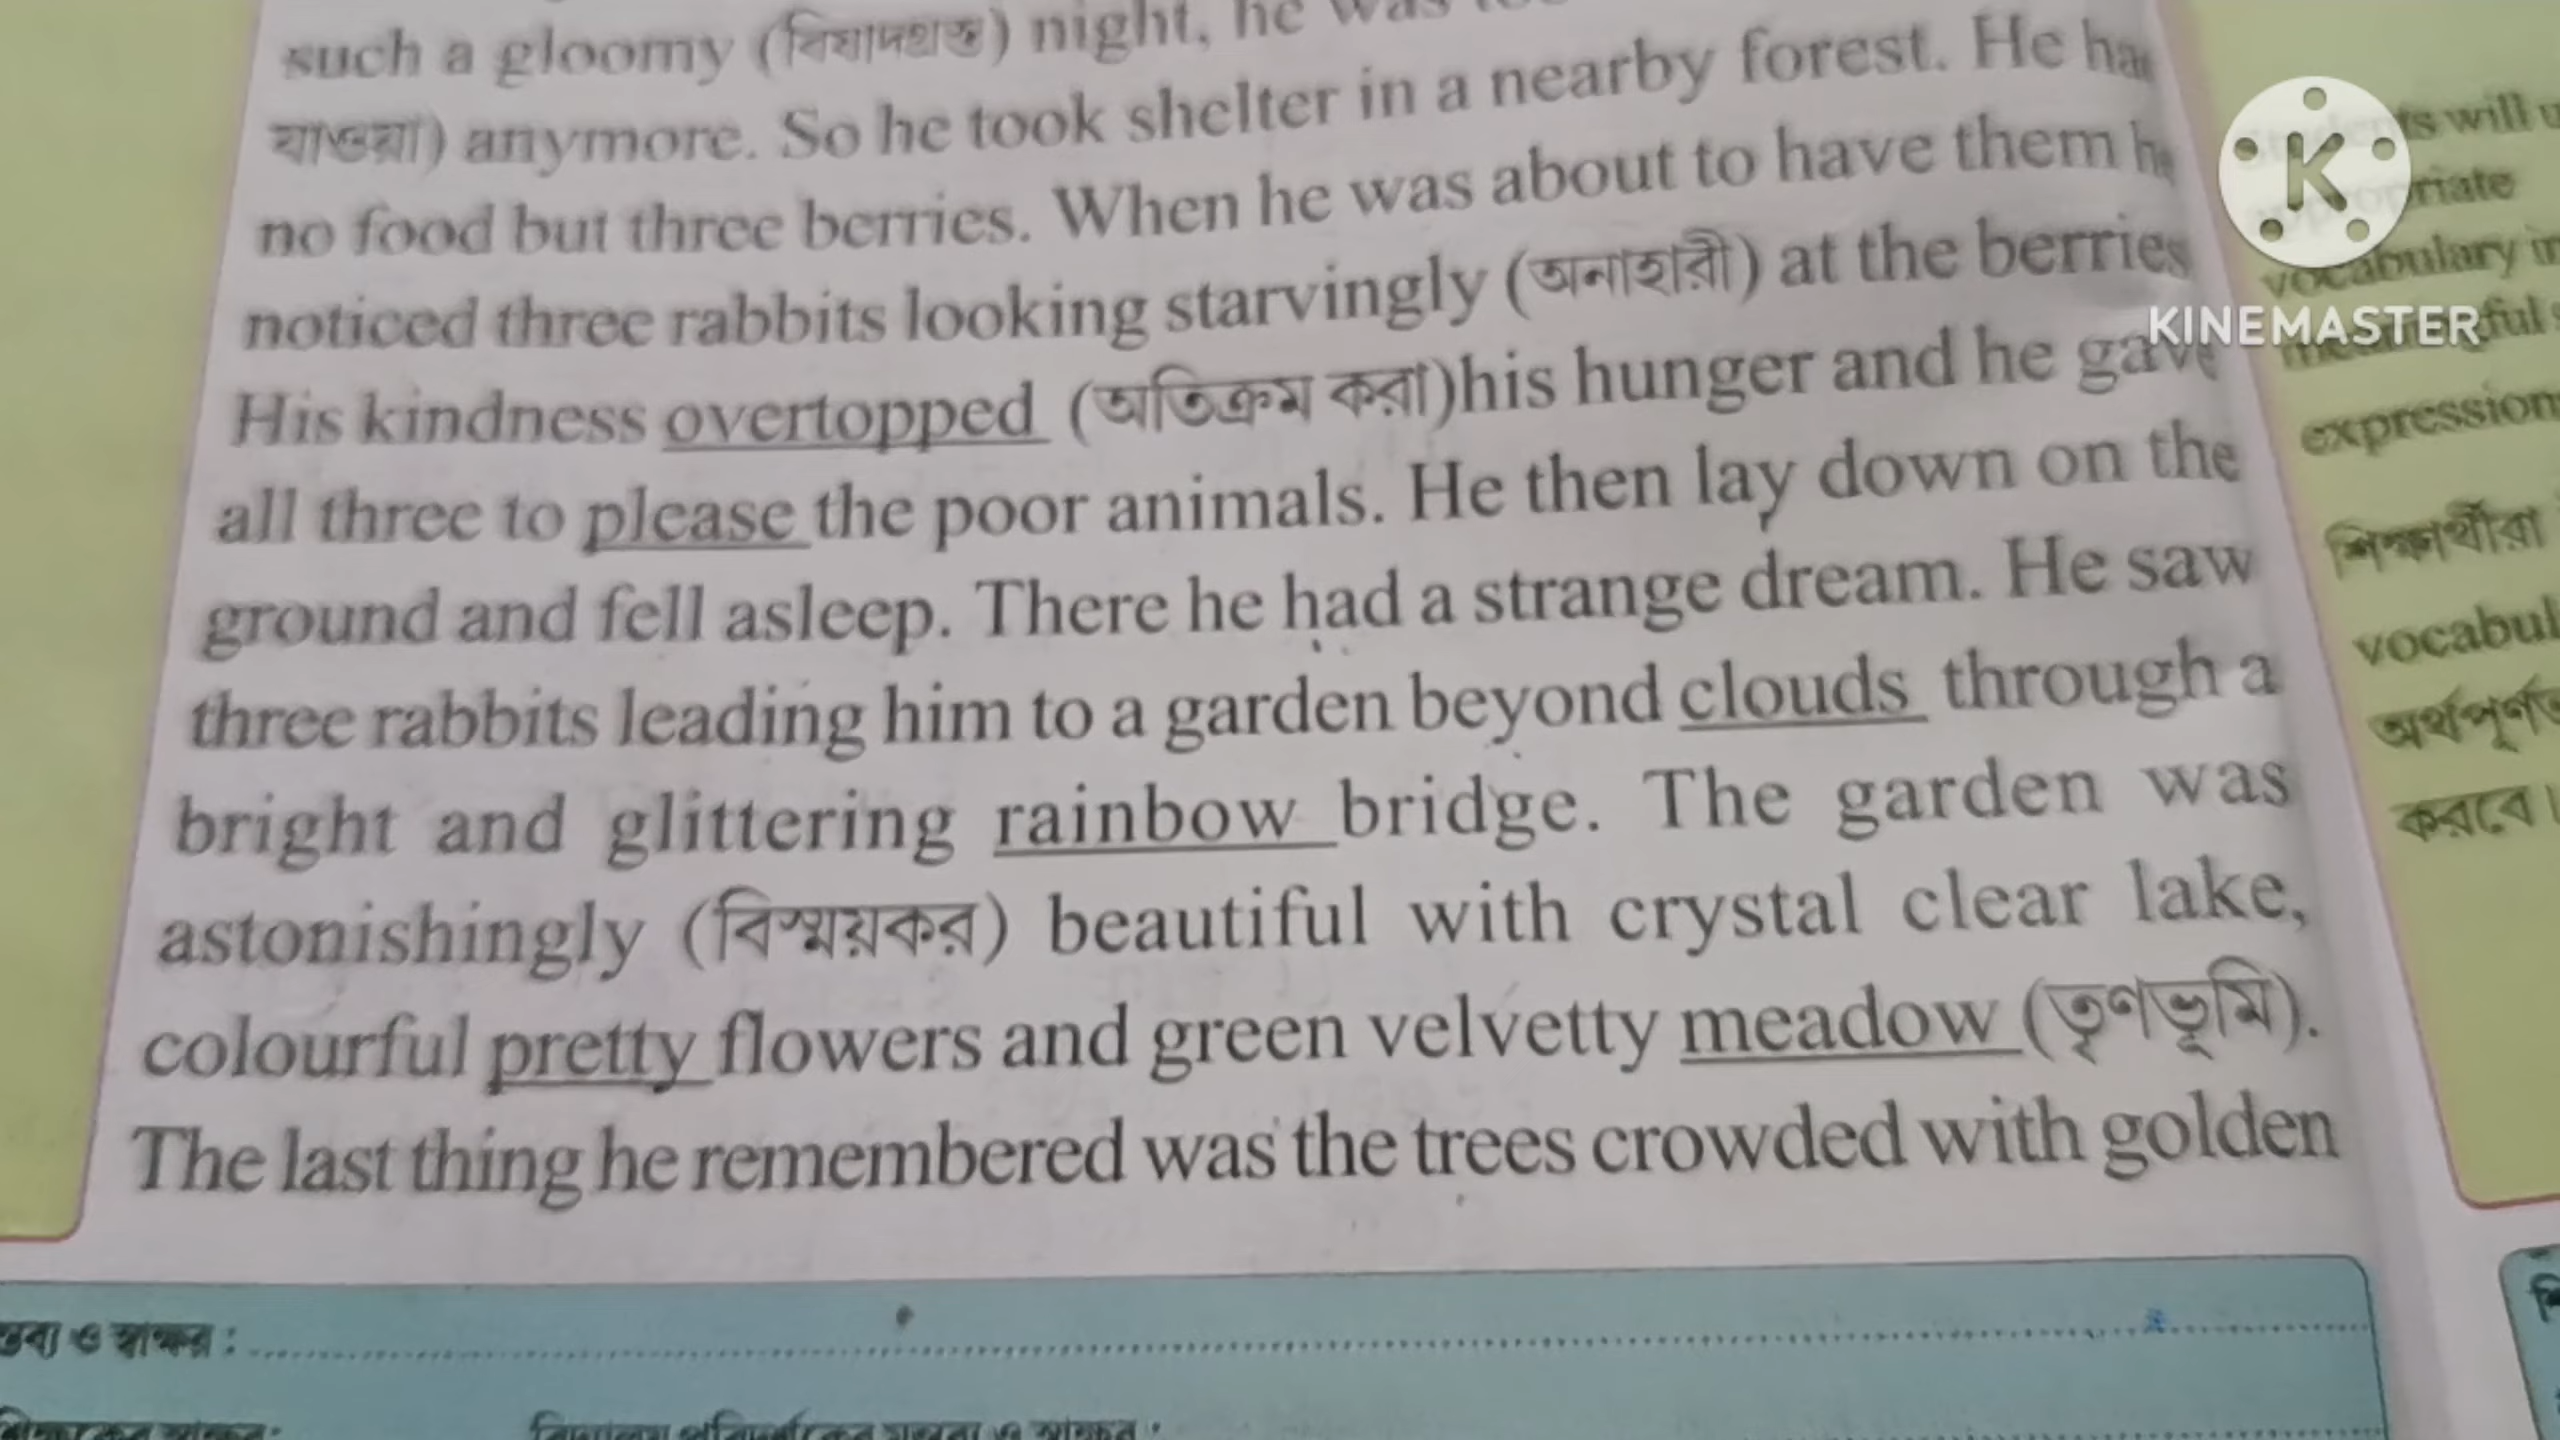 such a gloomy (বিষাদগ্রস্ত) night, he was
যাওয়া) anymore. So he took shelter in a nearby forest. He had
no food but three berries. When he was about to have them he
noticed three rabbits looking starvingly (অনাহারী) at the berries
His kindness overtopped (অতিক্রম করা)his hunger and he gave
all three to please the poor animals. He then lay down on the
ground and fell asleep. There he had a strange dream. He saw
three rabbits leading him to a garden beyond clouds through a
bright and glittering rainbow bridge. The garden was
astonishingly (বিস্ময়কর) beautiful with crystal clear lake,
colourful pretty flowers and green velvetty meadow (তৃণভূমি).
The last thing he remembered was the trees crowded with golden
ও স্বাক্ষর :
will
vocabulary
expression
শিক্ষার্থীরা
vocabul
করবে।
KINEMASTER